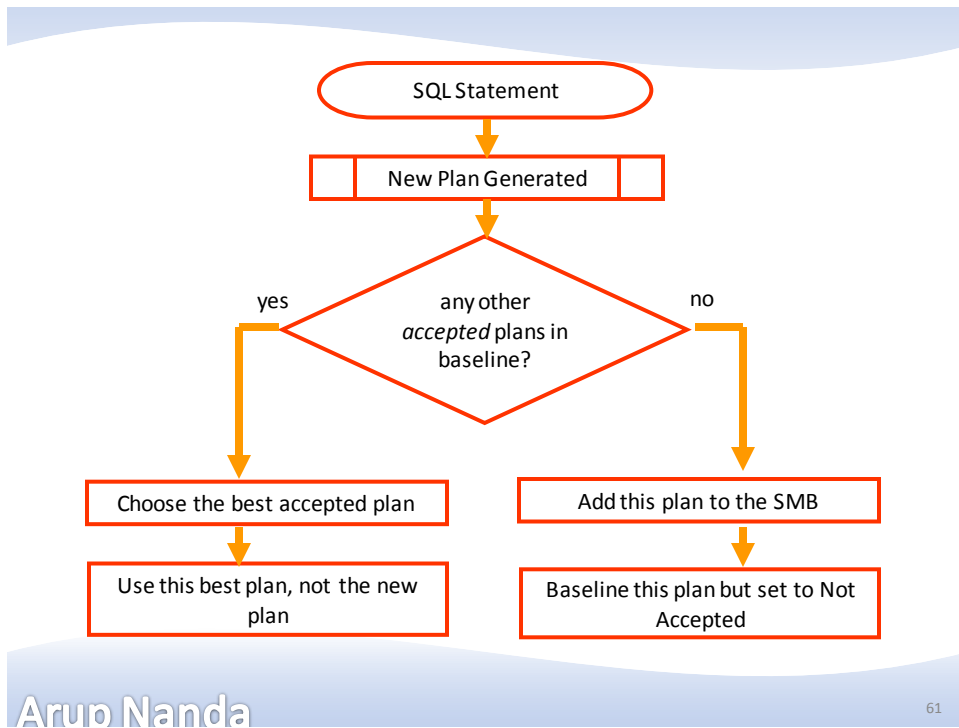 SQL Statement
New Plan Generated
yes
any other
accepted plans in
baseline?
no
Choose the best accepted plan
Use this best plan, not the new
plan
Add this plan to the SMB
Baseline this plan but set to Not
Accepted
Arup Nanda
61